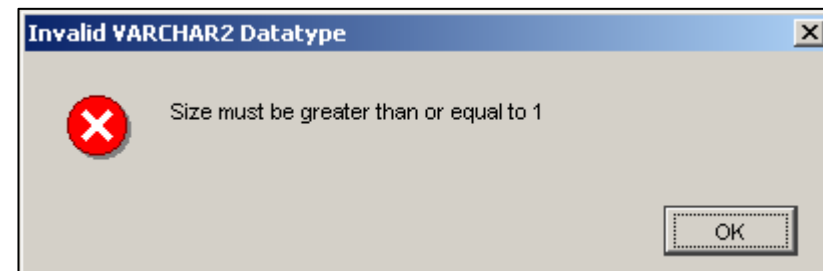 Invalid VARCHAR2 Datatype
Size must be greater than or equal to 1
OK